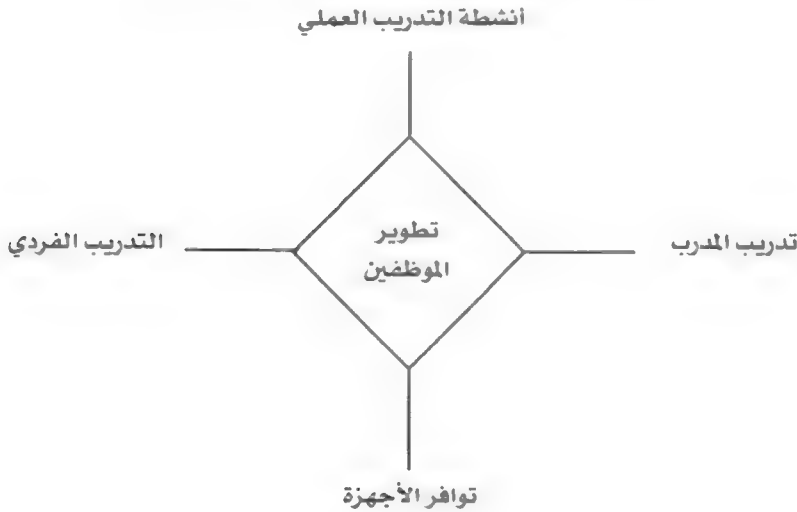 أنشطة التدريب العملي
تدريب المدرب
تطوير
الموظفين
التدريب الفردي
توافر الأجهزة